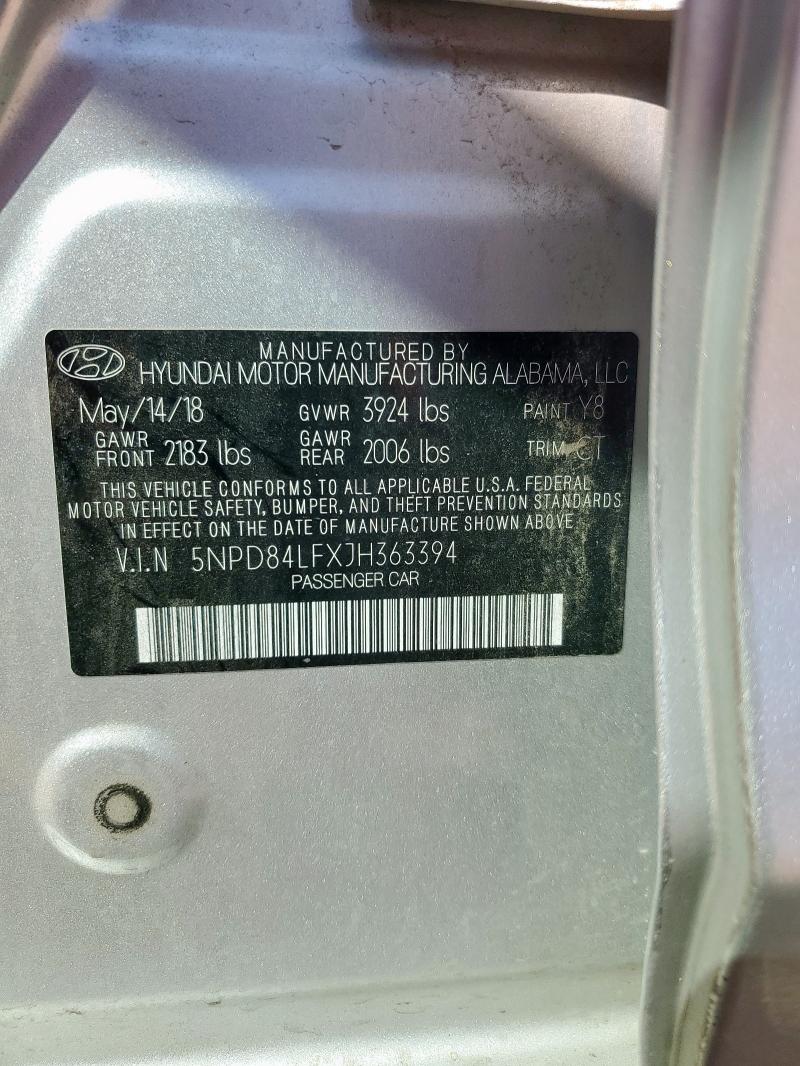 MANUFACTURED BY
HYUNDAI MOTOR MANUFACTURING ALABAMA, LLC
May/14/18 GVWR 3924 lbs PAINT Y8
GAWR FRONT 2183 lbs GAWR REAR 2006 lbs TRIM CT
THIS VEHICLE CONFORMS TO ALL APPLICABLE U.S.A. FEDERAL
MOTOR VEHICLE SAFETY, BUMPER, AND THEFT PREVENTION STANDARDS
IN EFFECT ON THE DATE OF MANUFACTURE SHOWN ABOVE
V.I.N 5NPD84LFXJH363394
PASSENGER CAR